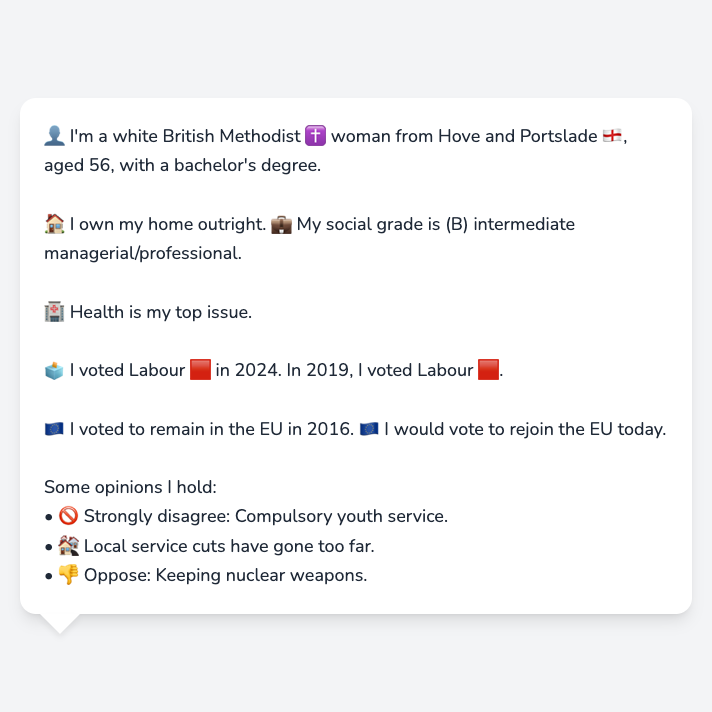 👤 I'm a white British Methodist ✝️ woman from Hove and Portslade 🏴󠁧󠁢󠁥󠁮󠁧󠁿,
aged 56, with a bachelor's degree.
🏠 I own my home outright. 💼 My social grade is (B) intermediate
managerial/professional.
🏥 Health is my top issue.
🗳️ I voted Labour 🟥 in 2024. In 2019, I voted Labour 🟥.
🇪🇺 I voted to remain in the EU in 2016. 🇪🇺 I would vote to rejoin the EU today.
Some opinions I hold:
• 🚫 Strongly disagree: Compulsory youth service.
• 🏚️ Local service cuts have gone too far.
• 👎 Oppose: Keeping nuclear weapons.